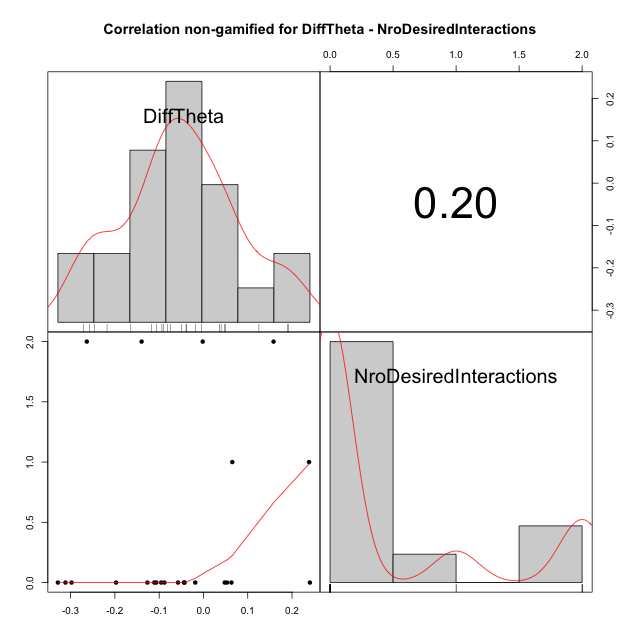 Correlation non-gamified for DiffTheta - NroDesiredInteractions
0.0 0.5 1.0 1.5 2.0
DiffTheta
0.20
0.2
0.1
0.0
-0.1
-0.2
-0.3
2.0
1.5
1.0
0.5
0.0
NroDesiredInteractions
-0.3 -0.2 -0.1 0.0 0.1 0.2